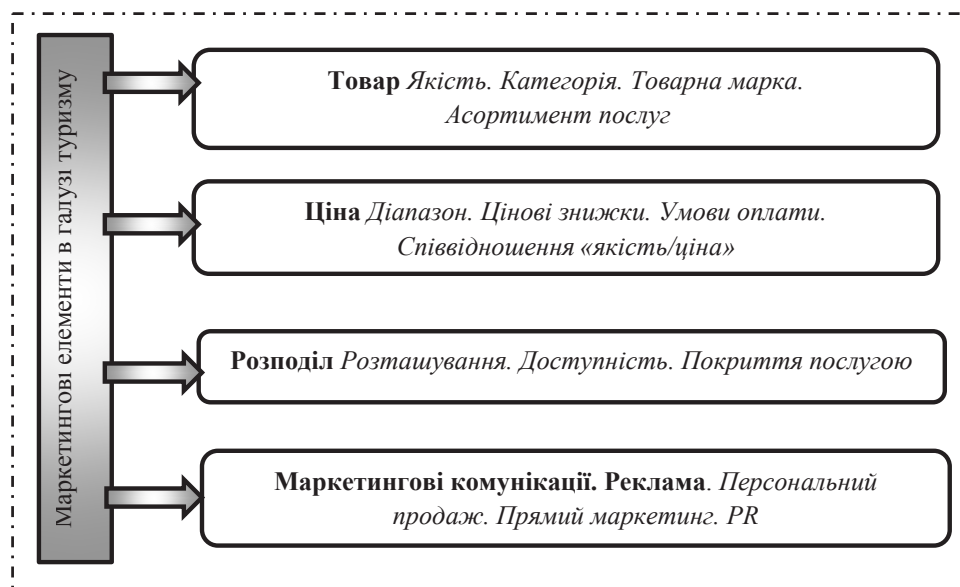 Маркетингові елементи в галузі туризму
Товар Якість. Категорія. Товарна марка.
Асортимент послуг
Ціна Діапазон. Цінові знижки. Умови оплати.
Співвідношення «якість/ціна»
Розподіл Розташування. Доступність. Покриття послугою
Маркетингові комунікації. Реклама. Персональний
продаж. Прямий маркетинг. PR